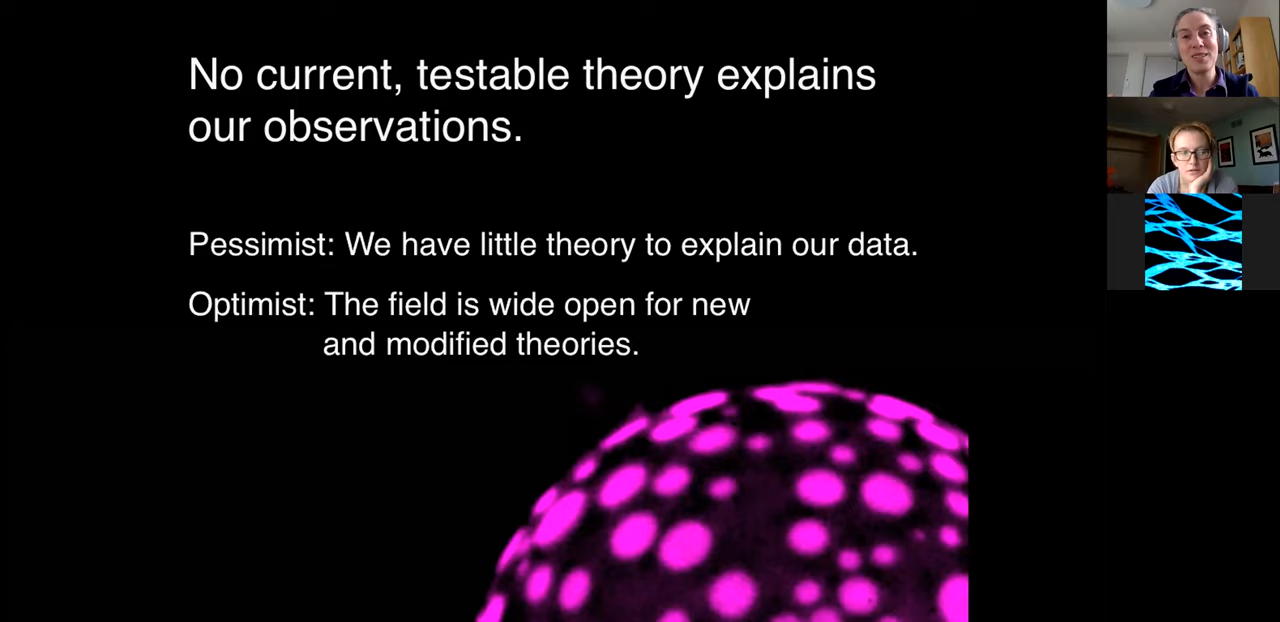 No current, testable theory explains
our observations.
Pessimist: We have little theory to explain our data.
Optimist: The field is wide open for new
and modified theories.